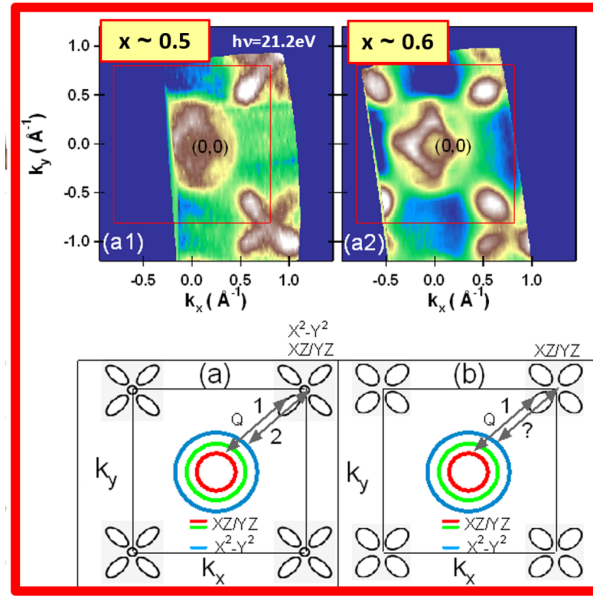 x ~ 0.5
hν=21.2eV
x ~ 0.6
k_y ( Å⁻¹)
1.0
0.5
0.0
-0.5
-1.0
(0,0)
(0,0)
(a1)
(a2)
-0.5 0.0 0.5 1.0
-0.5 0.0 0.5 1.0
k_x ( Å⁻¹)
k_x ( Å⁻¹)
X²-Y²
XZ/YZ
XZ/YZ
(a)
(b)
Q 1
2
Q 1
?
k_y
k_y
XZ/YZ
X²-Y²
XZ/YZ
X²-Y²
k_x
k_x